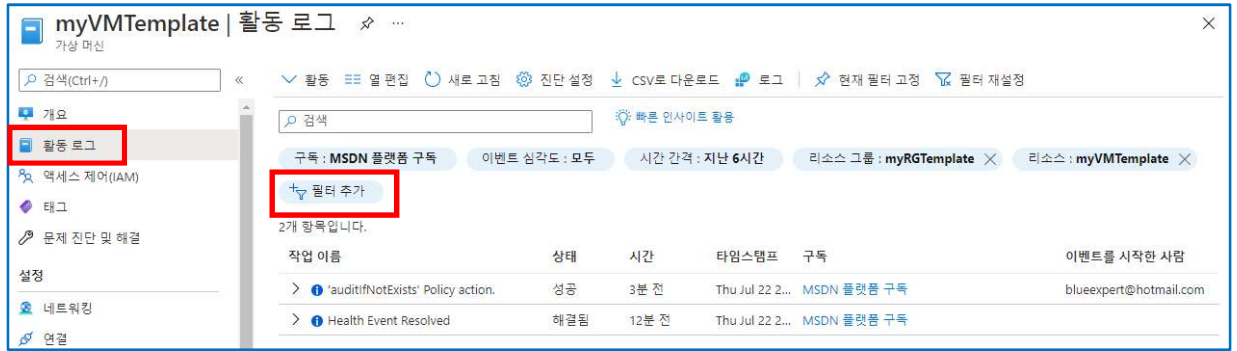 myVMTemplate | 활동 로그
가상 머신
검색(Ctrl+/)
개요
활동 로그
액세스 제어(IAM)
태그
문제 진단 및 해결
설정
네트워킹
연결
활동 열 편집 새로 고침 진단 설정 CSV로 다운로드 로그 현재 필터 고정 필터 재설정
검색 빠른 인사이트 활용
구독 : MSDN 플랫폼 구독 이벤트 심각도 : 모두 시간 간격 : 지난 6시간 리소스 그룹 : myRGTemplate 리소스 : myVMTemplate
필터 추가
2개 항목입니다.
작업 이름 상태 시간 타임스탬프 구독 이벤트를 시작한 사람
'auditIfNotExists' Policy action. 성공 3분 전 Thu Jul 22 2... MSDN 플랫폼 구독 blueexpert@hotmail.com
Health Event Resolved 해결됨 12분 전 Thu Jul 22 2... MSDN 플랫폼 구독